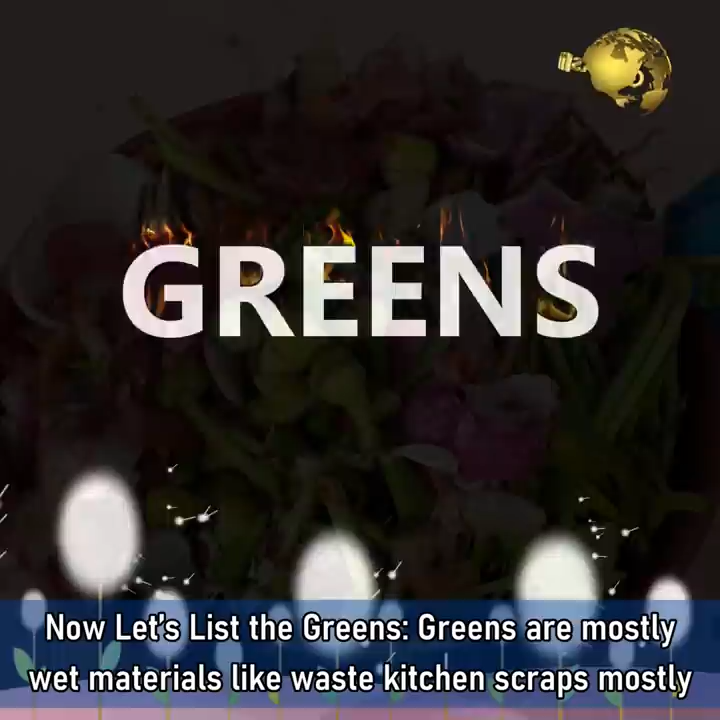 GREENS
Now Let's List the Greens: Greens are mostly
wet materials like waste kitchen scraps mostly